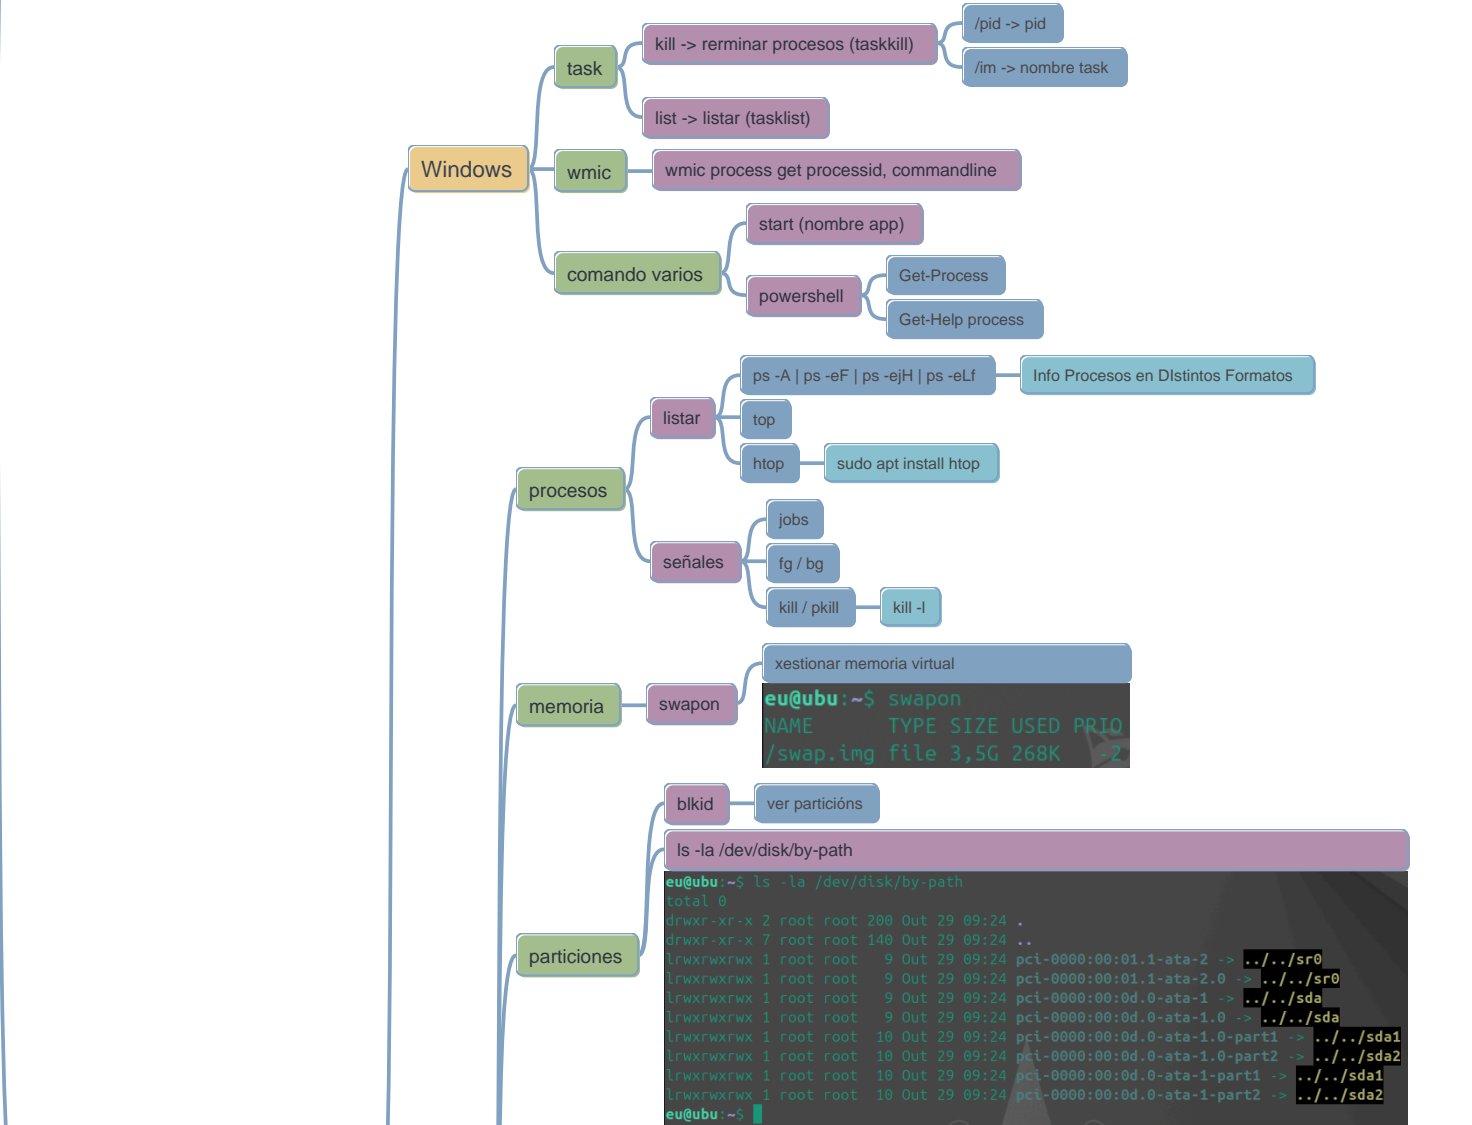 /pid -> pid
kill -> rerminar procesos (taskkill)
/im -> nombre task
task
list -> listar (tasklist)
Windows
wmic
wmic process get processid, commandline
start (nombre app)
comando varios
powershell
Get-Process
Get-Help process
ps -A | ps -eF | ps -ejH | ps -eLf
Info Procesos en DIstintos Formatos
listar
top
htop
sudo apt install htop
procesos
jobs
señales
fg / bg
kill / pkill
kill -l
xestionar memoria virtual
memoria
swapon
eu@ubu:~$ swapon
NAME TYPE SIZE USED PRIO
/swap.img file 3,5G 268K -2
blkid
ver particións
ls -la /dev/disk/by-path
particiones
eu@ubu:~$ ls -la /dev/disk/by-path
total 0
drwxr-xr-x 2 root root 200 Out 29 09:24 .
drwxr-xr-x 7 root root 140 Out 29 09:24 ..
lrwxrwxrwx 1 root root 9 Out 29 09:24 pci-0000:00:01.1-ata-2 -> ../../sr0
lrwxrwxrwx 1 root root 9 Out 29 09:24 pci-0000:00:01.1-ata-2.0 -> ../../sr0
lrwxrwxrwx 1 root root 9 Out 29 09:24 pci-0000:00:0d.0-ata-1 -> ../../sda
lrwxrwxrwx 1 root root 9 Out 29 09:24 pci-0000:00:0d.0-ata-1.0 -> ../../sda
lrwxrwxrwx 1 root root 10 Out 29 09:24 pci-0000:00:0d.0-ata-1.0-part1 -> ../../sda1
lrwxrwxrwx 1 root root 10 Out 29 09:24 pci-0000:00:0d.0-ata-1.0-part2 -> ../../sda2
lrwxrwxrwx 1 root root 10 Out 29 09:24 pci-0000:00:0d.0-ata-1-part1 -> ../../sda1
lrwxrwxrwx 1 root root 10 Out 29 09:24 pci-0000:00:0d.0-ata-1-part2 -> ../../sda2
eu@ubu:~$